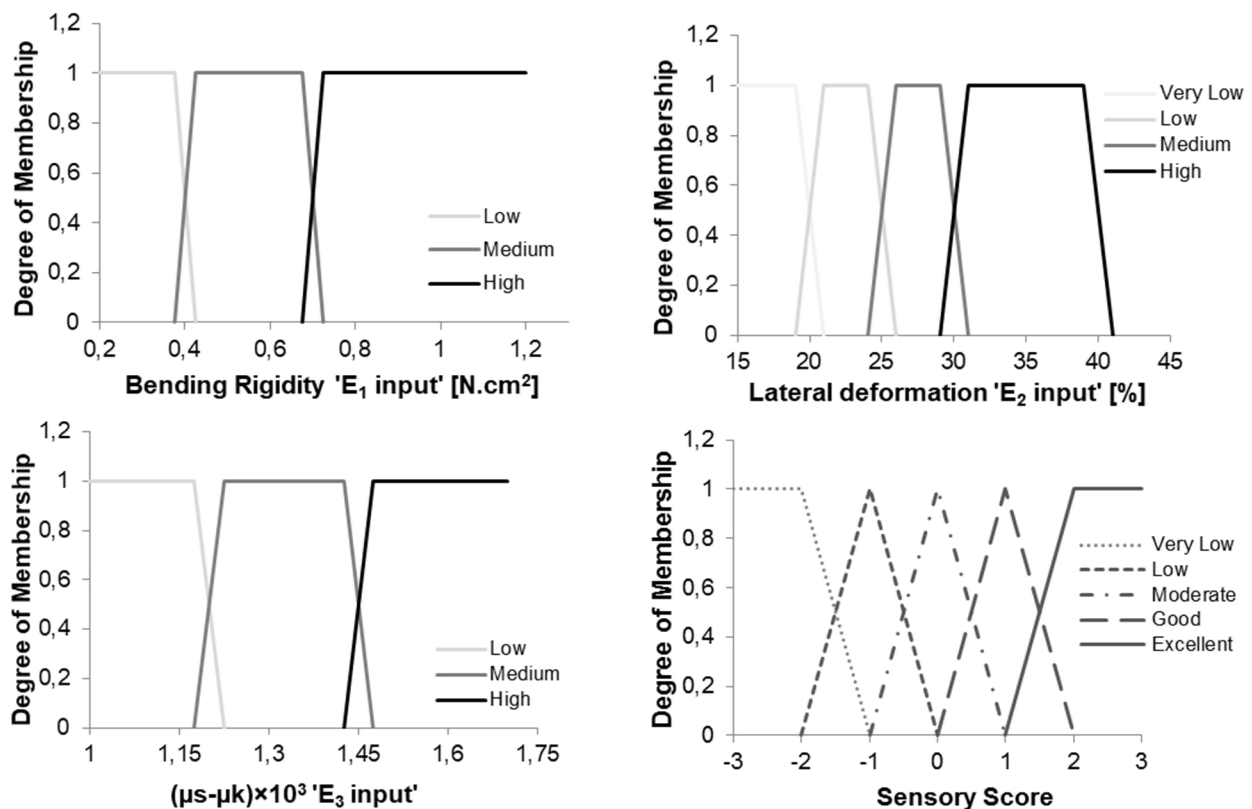 1,2
1
0,8
0,6
0,4
0,2
0
Degree of Membership
Low
Medium
High
0,2 0,4 0,6 0,8 1 1,2
Bending Rigidity 'E₁ input' [N.cm²]
1,2
1
0,8
0,6
0,4
0,2
0
Degree of Membership
Very Low
Low
Medium
High
15 20 25 30 35 40 45
Lateral deformation 'E₂ input' [%]
1,2
1
0,8
0,6
0,4
0,2
0
Degree of Membership
Low
Medium
High
1 1,15 1,3 1,45 1,6 1,75
(µs-µk)×10³ 'E₃ input'
1,2
1
0,8
0,6
0,4
0,2
0
Degree of Membership
Very Low
Low
Moderate
Good
Excellent
-3 -2 -1 0 1 2 3
Sensory Score